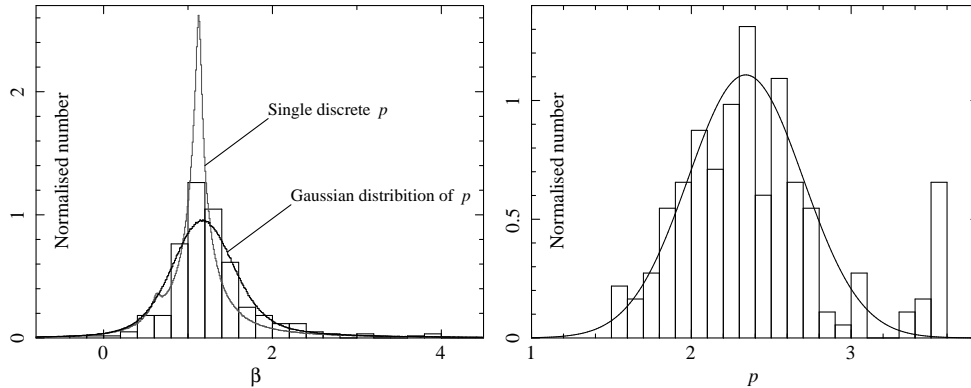 Normalised number
0
1
2
Single discrete p
Gaussian distribition of p
0
2
4
β
Normalised number
0
0.5
1
1
2
3
p